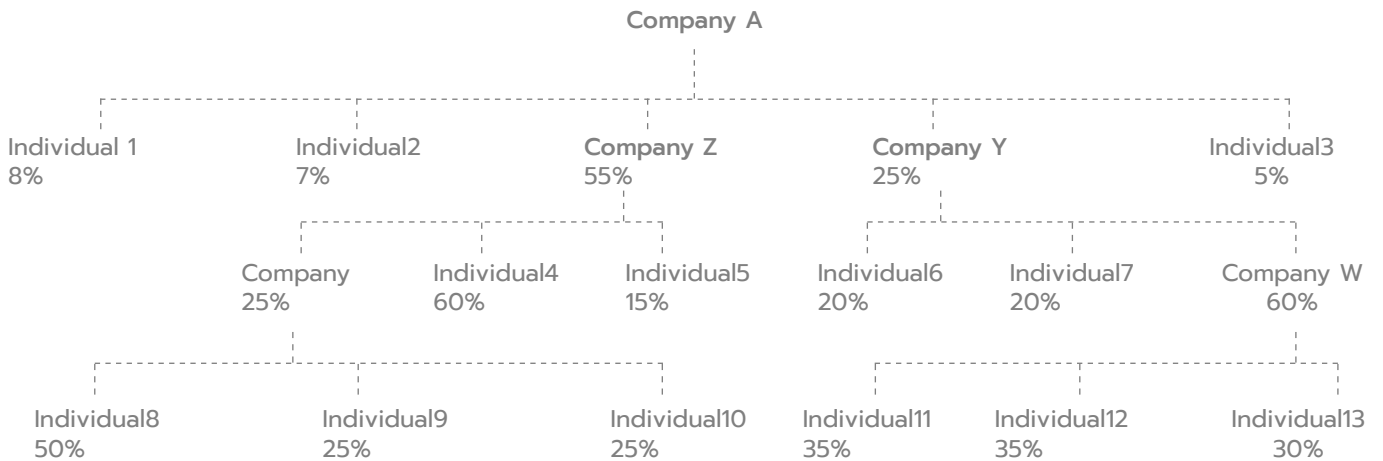 Company A
Individual 1
8%
Individual2
7%
Company Z
55%
Company Y
25%
Individual3
5%
Company
25%
Individual4
60%
Individual5
15%
Individual6
20%
Individual7
20%
Company W
60%
Individual8
50%
Individual9
25%
Individual10
25%
Individual11
35%
Individual12
35%
Individual13
30%